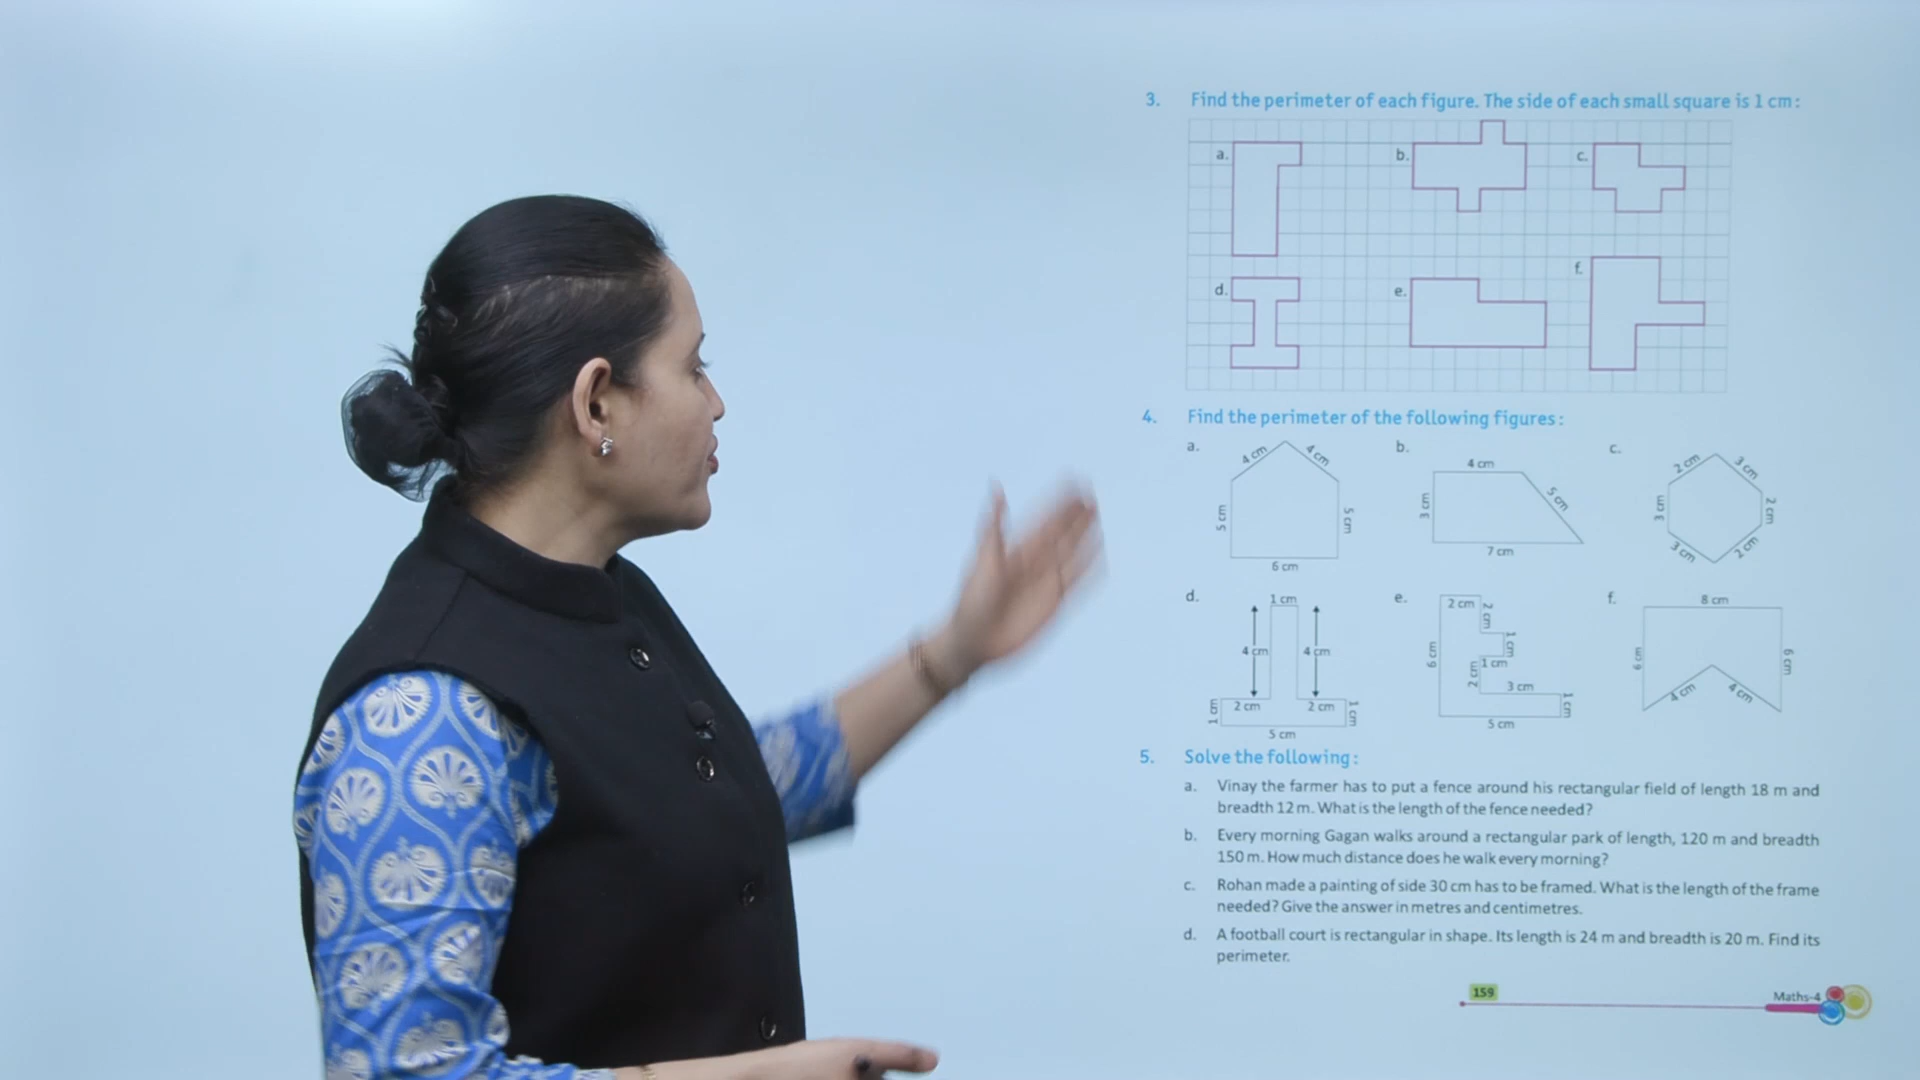 3. Find the perimeter of each figure. The side of each small square is 1 cm:
a. b. c.
d. e. f.
4. Find the perimeter of the following figures:
a. 4 cm 4 cm 5 cm 5 cm 6 cm
b. 4 cm 3 cm 5 cm 7 cm
c. 2 cm 3 cm 3 cm 2 cm 3 cm 2 cm
d. 1 cm 4 cm 4 cm 1 cm 2 cm 2 cm 1 cm 5 cm
e. 2 cm 2 cm 1 cm 6 cm 1 cm 2 cm 3 cm 1 cm 5 cm
f. 8 cm 6 cm 6 cm 4 cm 4 cm
5. Solve the following:
a. Vinay the farmer has to put a fence around his rectangular field of length 18 m and
breadth 12 m. What is the length of the fence needed?
b. Every morning Gagan walks around a rectangular park of length, 120 m and breadth
150 m. How much distance does he walk every morning?
c. Rohan made a painting of side 30 cm has to be framed. What is the length of the frame
needed? Give the answer in metres and centimetres.
d. A football court is rectangular in shape. Its length is 24 m and breadth is 20 m. Find its
perimeter.
159
Maths-4